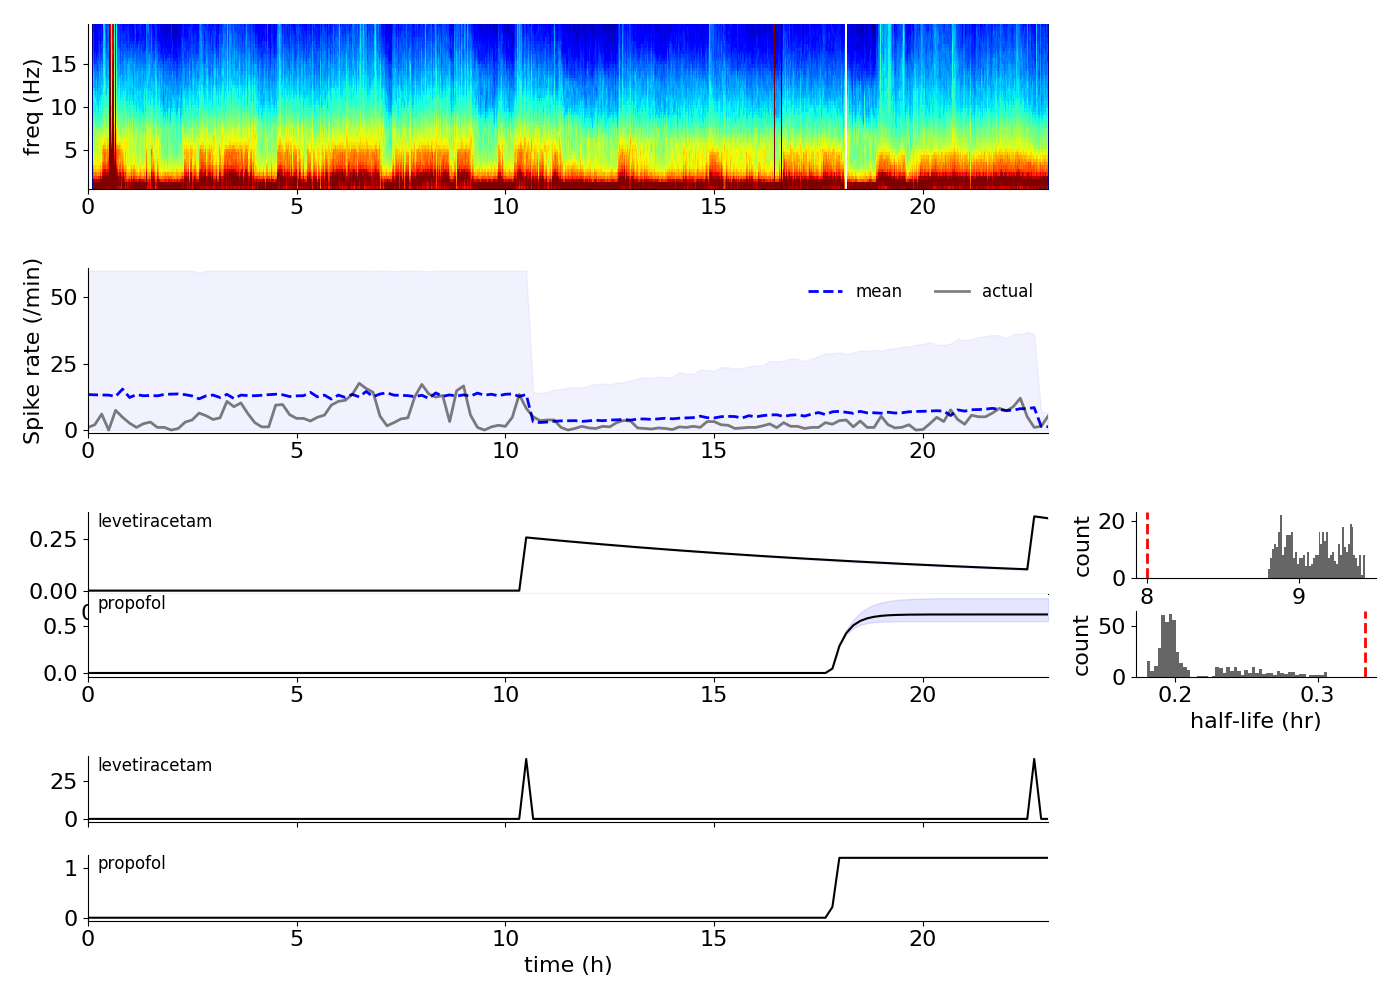 freq (Hz)
15
10
5
0 5 10 15 20
Spike rate (/min)
50
25
0
mean actual
0 5 10 15 20
levetiracetam
0.25
0.00
0
propofol
0.5
0.0
0 5 10 15 20
count
20
0
8 9
count
50
0
0.2 0.3
half-life (hr)
levetiracetam
25
0
propofol
1
0
0 5 10 15 20
time (h)